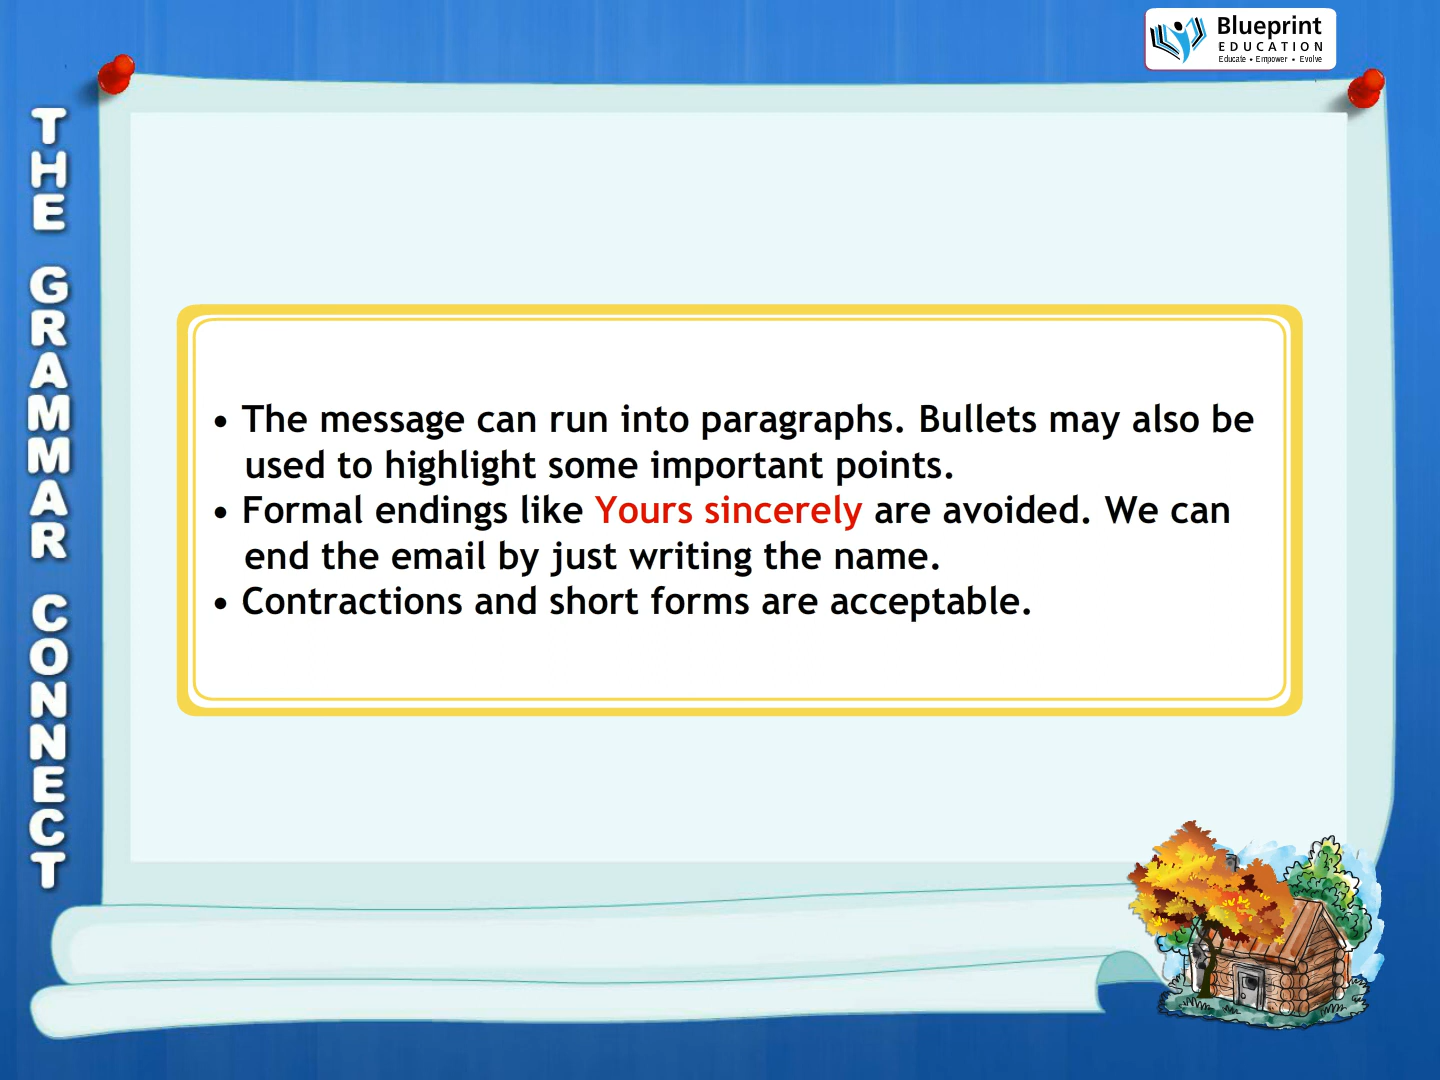 Blueprint
EDUCATION
Educate • Empower • Evolve
THE GRAMMAR CONNECT
• The message can run into paragraphs. Bullets may also be
used to highlight some important points.
• Formal endings like Yours sincerely are avoided. We can
end the email by just writing the name.
• Contractions and short forms are acceptable.